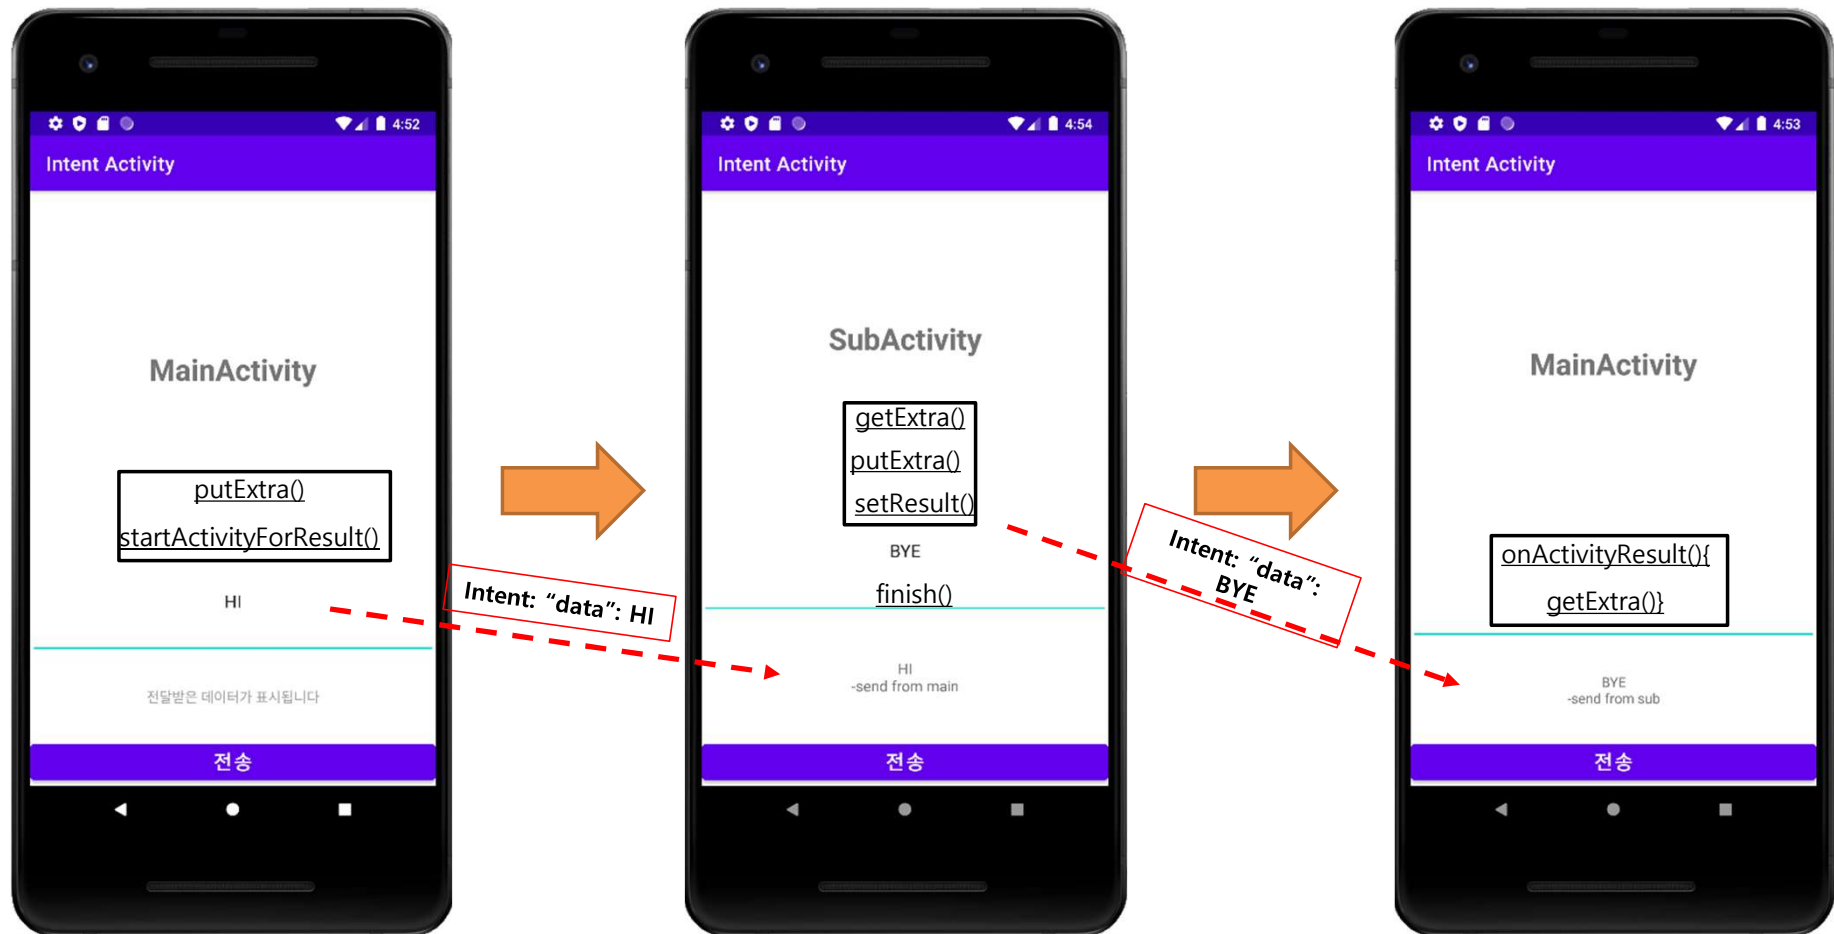 4:52
Intent Activity
MainActivity
putExtra()
startActivityForResult()
HI
전달받은 데이터가 표시됩니다
전송
Intent: “data”: HI
4:54
Intent Activity
SubActivity
getExtra()
putExtra()
setResult()
BYE
finish()
HI
-send from main
전송
Intent: “data”:
BYE
4:53
Intent Activity
MainActivity
onActivityResult(){
getExtra()}
BYE
-send from sub
전송